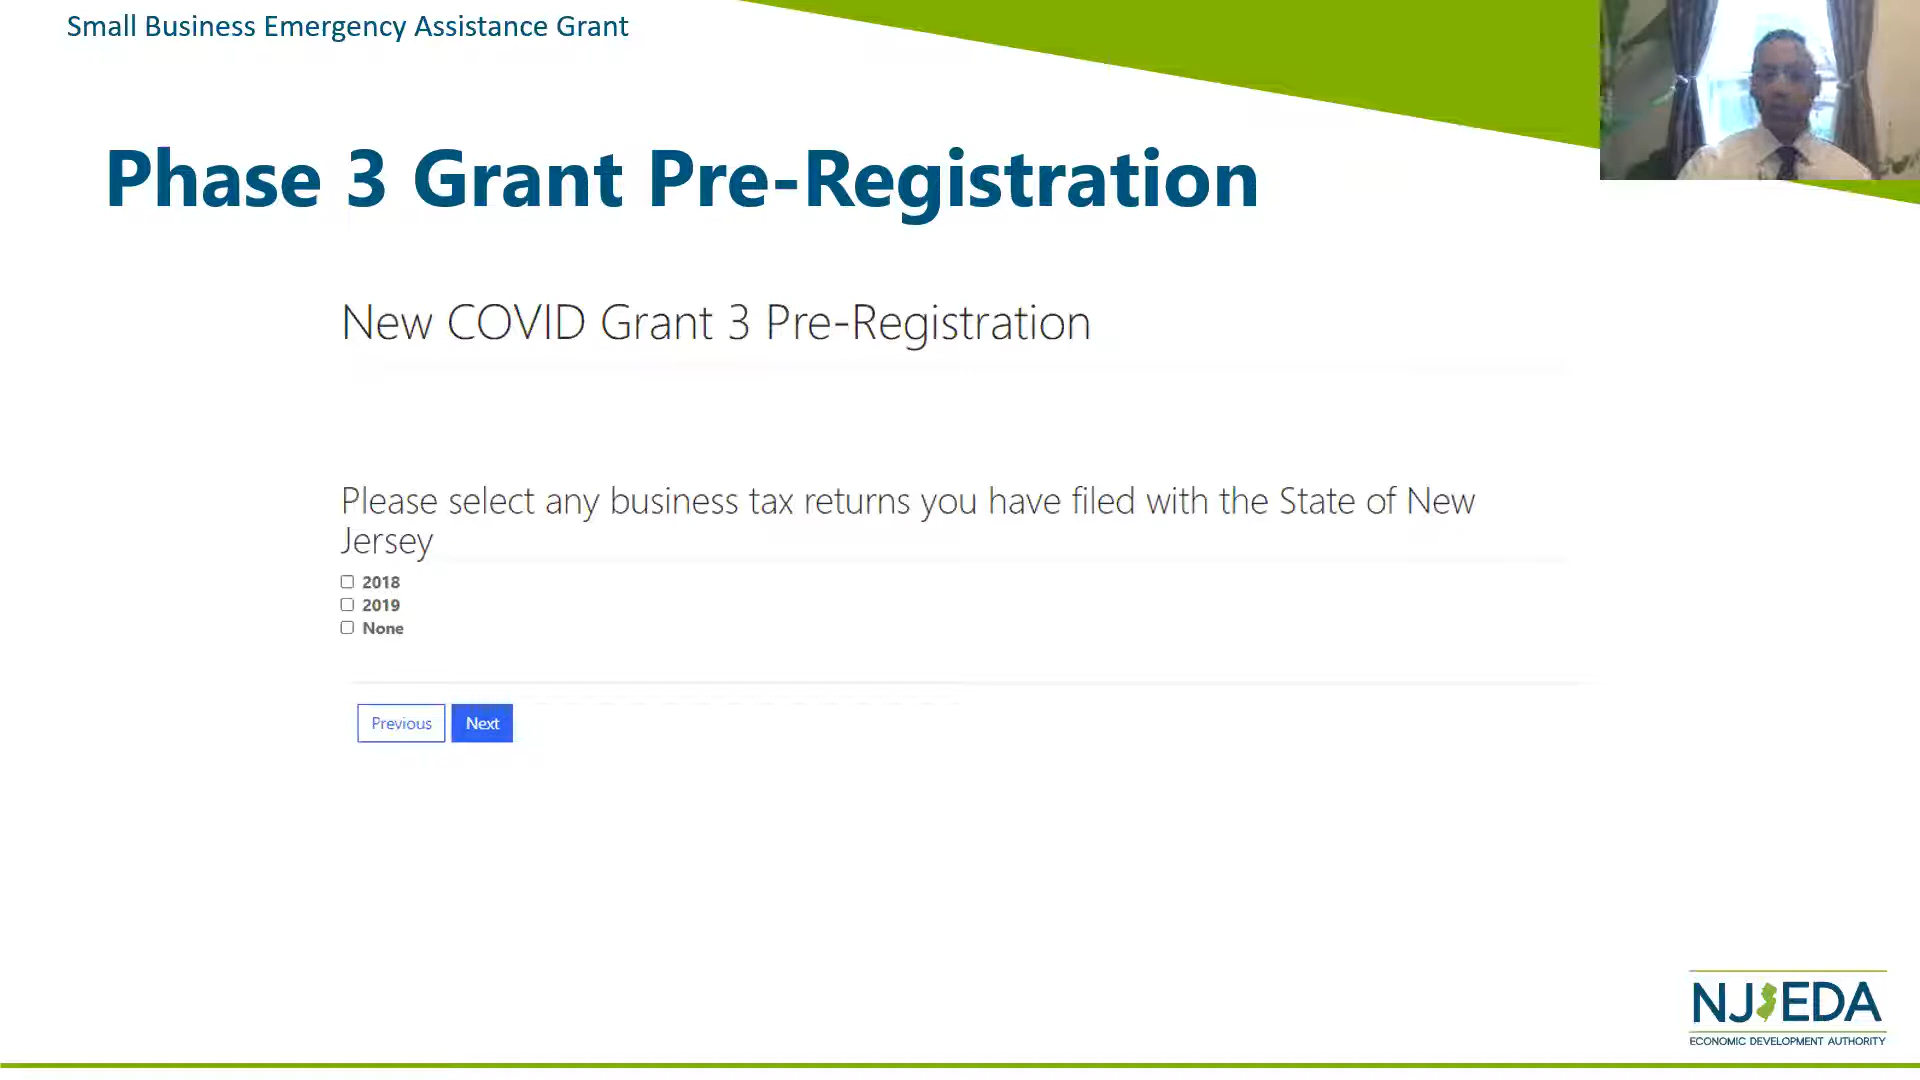 Small Business Emergency Assistance Grant
Phase 3 Grant Pre-Registration
New COVID Grant 3 Pre-Registration
Please select any business tax returns you have filed with the State of New
Jersey
2018
2019
None
Previous Next
NJEDA
ECONOMIC DEVELOPMENT AUTHORITY